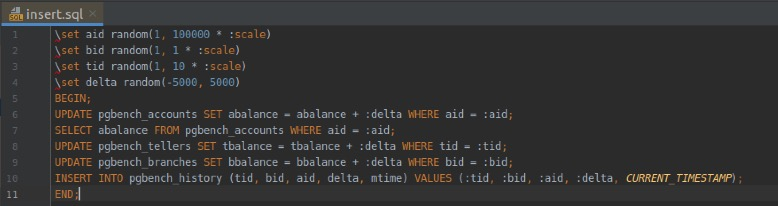 insert.sql
1 \set aid random(1, 100000 * :scale)
2 \set bid random(1, 1 * :scale)
3 \set tid random(1, 10 * :scale)
4 \set delta random(-5000, 5000)
5 BEGIN;
6 UPDATE pgbench_accounts SET abalance = abalance + :delta WHERE aid = :aid;
7 SELECT abalance FROM pgbench_accounts WHERE aid = :aid;
8 UPDATE pgbench_tellers SET tbalance = tbalance + :delta WHERE tid = :tid;
9 UPDATE pgbench_branches SET bbalance = bbalance + :delta WHERE bid = :bid;
10 INSERT INTO pgbench_history (tid, bid, aid, delta, mtime) VALUES (:tid, :bid, :aid, :delta, CURRENT_TIMESTAMP);
11 END;